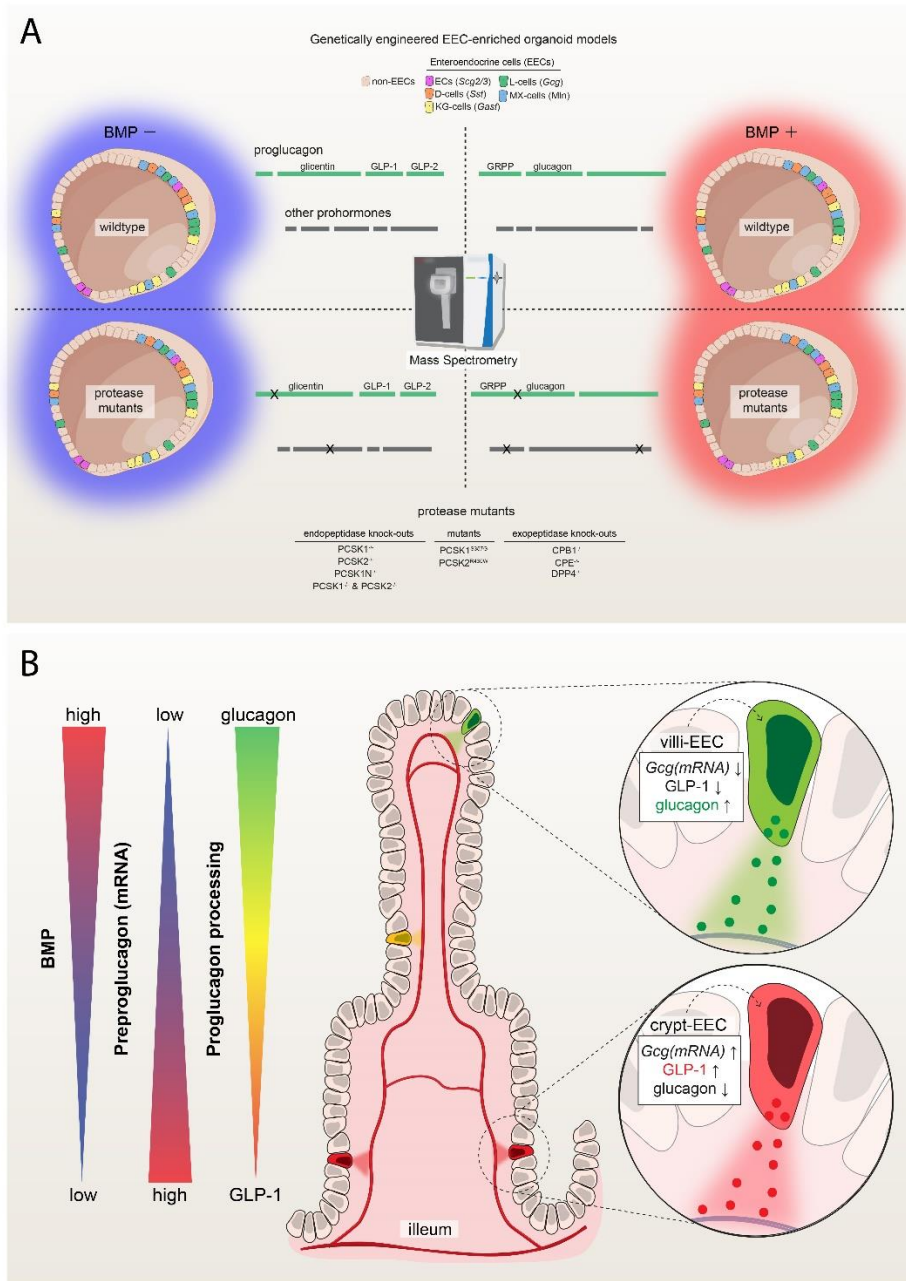 A
Genetically engineered EEC-enriched organoid models
Enteroendocrine cells (EECs)
non-EECs
ECs (Scg2/3)
L-cells (Gcg)
D-cells (Sst)
MX-cells (Mln)
KG-cells (Gast)
BMP −
BMP +
proglucagon
glicentin GLP-1 GLP-2
GRPP glucagon
other prohormones
wildtype
wildtype
Mass Spectrometry
glicentin GLP-1 GLP-2
GRPP glucagon
X
X
protease
mutants
protease
mutants
X
X
X
protease mutants
endopeptidase knock-outs
mutants
exopeptidase knock-outs
PCSK1
PCSK1
CPB1
PCSK2
PCSK2
CPE
PCSK1N
DPP4
PCSK1 & PCSK2
B
high
low
glucagon
BMP
Preproglucagon (mRNA)
Proglucagon processing
low
high
GLP-1
villi-EEC
Gcg(mRNA) ↓
GLP-1 ↓
glucagon ↑
crypt-EEC
Gcg(mRNA) ↑
GLP-1 ↑
glucagon ↓
illeum